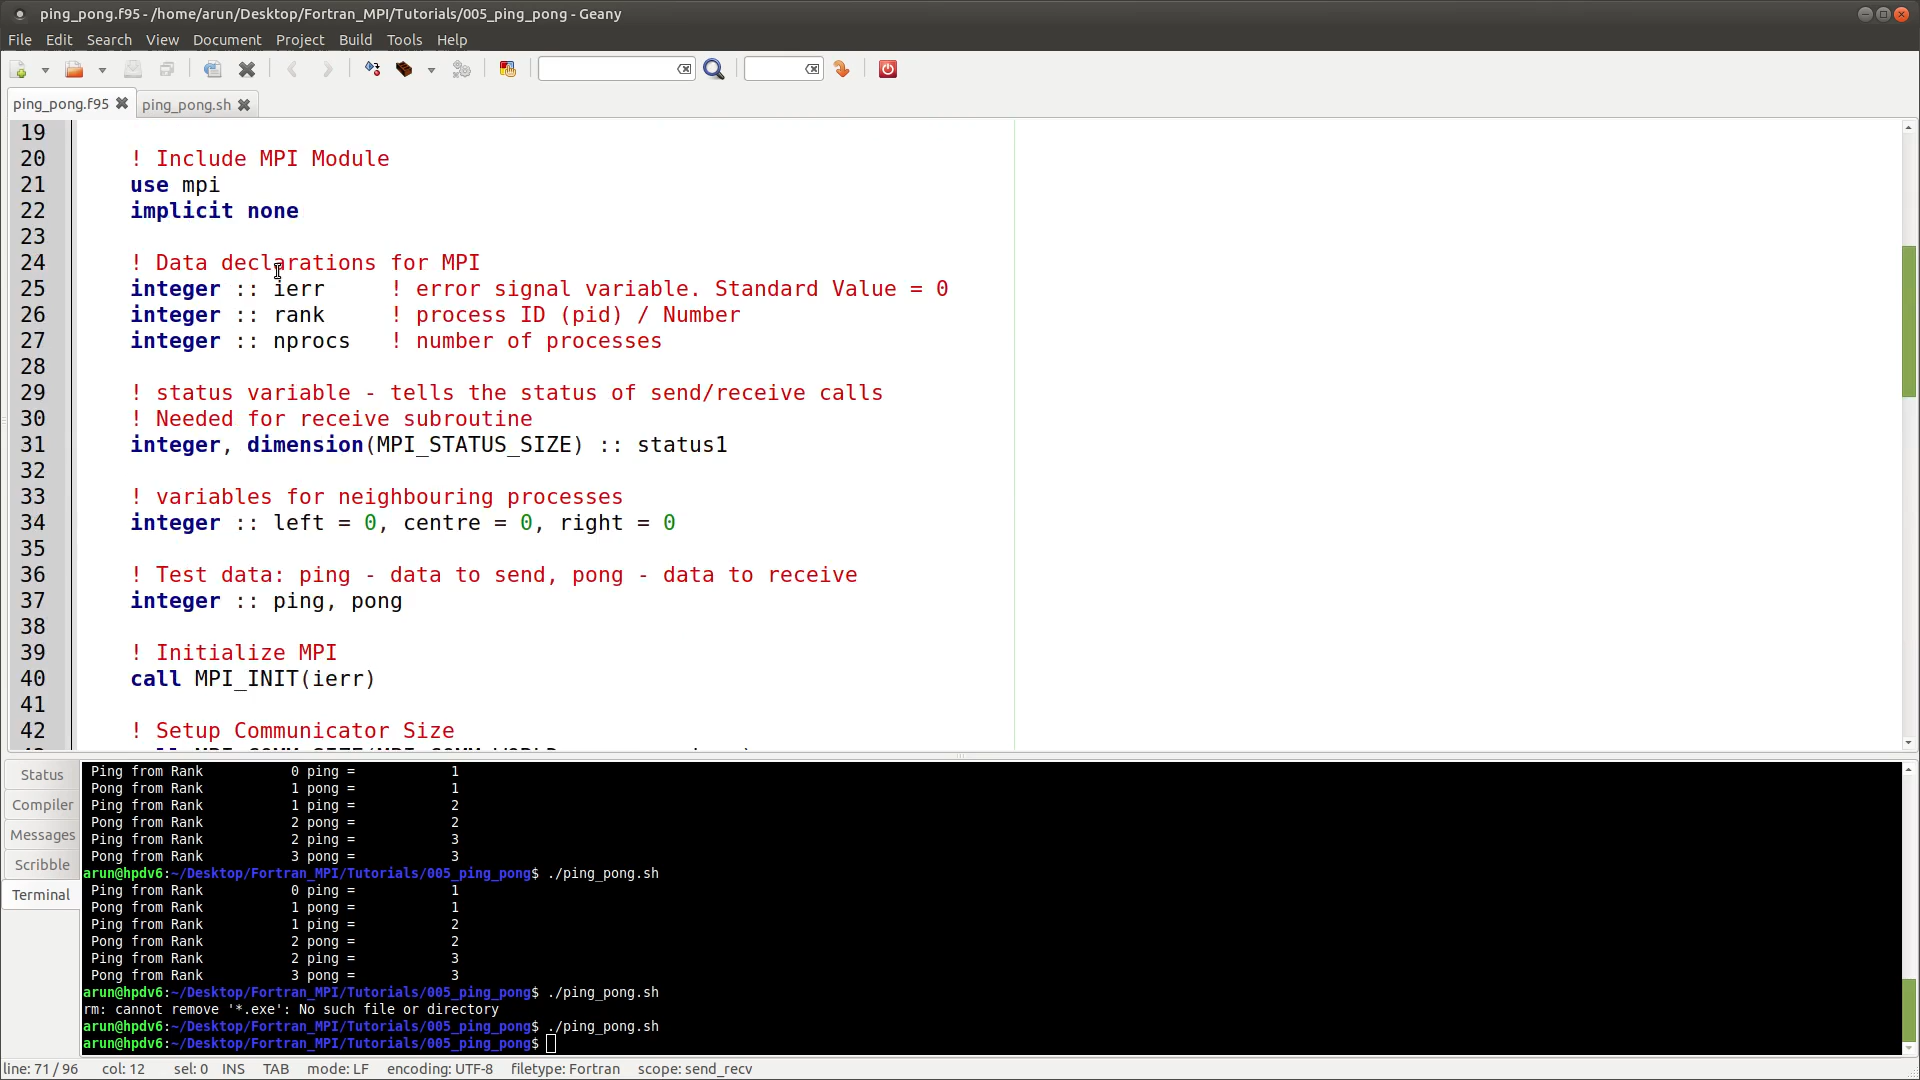 ping_pong.f95 - /home/arun/Desktop/Fortran_MPI/Tutorials/005_ping_pong - Geany
File Edit Search View Document Project Build Tools Help
ping_pong.f95 ping_pong.sh
19
20 ! Include MPI Module
21 use mpi
22 implicit none
23
24 ! Data declarations for MPI
25 integer :: ierr ! error signal variable. Standard Value = 0
26 integer :: rank ! process ID (pid) / Number
27 integer :: nprocs ! number of processes
28
29 ! status variable - tells the status of send/receive calls
30 ! Needed for receive subroutine
31 integer, dimension(MPI_STATUS_SIZE) :: status1
32
33 ! variables for neighbouring processes
34 integer :: left = 0, centre = 0, right = 0
35
36 ! Test data: ping - data to send, pong - data to receive
37 integer :: ping, pong
38
39 ! Initialize MPI
40 call MPI_INIT(ierr)
41
42 ! Setup Communicator Size
Status
Compiler
Messages
Scribble
Terminal
Ping from Rank 0 ping = 1
Pong from Rank 1 pong = 1
Ping from Rank 1 ping = 2
Pong from Rank 2 pong = 2
Ping from Rank 2 ping = 3
Pong from Rank 3 pong = 3
arun@hpdv6:~/Desktop/Fortran_MPI/Tutorials/005_ping_pong$ ./ping_pong.sh
Ping from Rank 0 ping = 1
Pong from Rank 1 pong = 1
Ping from Rank 1 ping = 2
Pong from Rank 2 pong = 2
Ping from Rank 2 ping = 3
Pong from Rank 3 pong = 3
arun@hpdv6:~/Desktop/Fortran_MPI/Tutorials/005_ping_pong$ ./ping_pong.sh
rm: cannot remove '*.exe': No such file or directory
arun@hpdv6:~/Desktop/Fortran_MPI/Tutorials/005_ping_pong$ ./ping_pong.sh
arun@hpdv6:~/Desktop/Fortran_MPI/Tutorials/005_ping_pong$
line: 71 / 96 col: 12 sel: 0 INS TAB mode: LF encoding: UTF-8 filetype: Fortran scope: send_recv